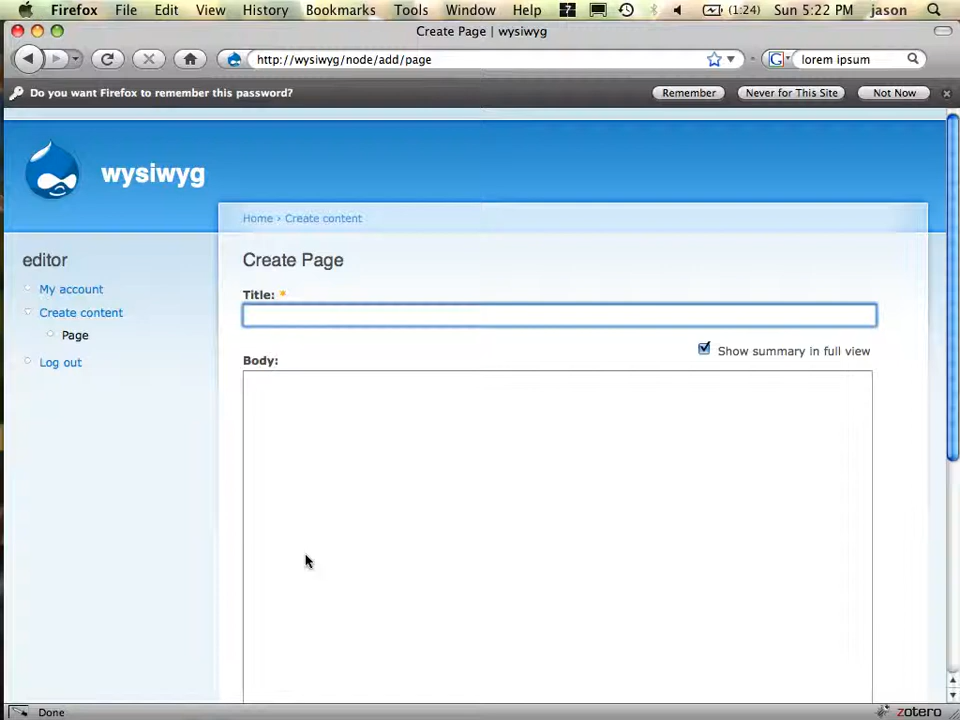 Firefox File Edit View History Bookmarks Tools Window Help (1:24) Sun 5:22 PM jason
Create Page | wysiwyg
http://wysiwyg/node/add/page
lorem ipsum
Do you want Firefox to remember this password?
Remember
Never for This Site
Not Now
wysiwyg
Home › Create content
editor
My account
Create content
Page
Log out
Create Page
Title: *
Show summary in full view
Body:
Done
zotero